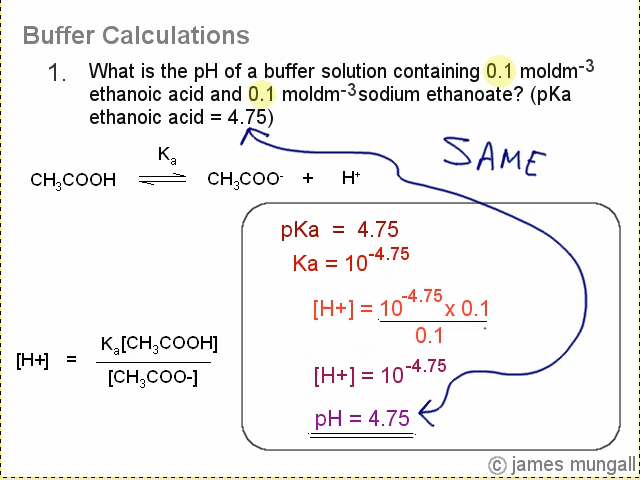 Buffer Calculations
1. What is the pH of a buffer solution containing 0.1 moldm⁻³
ethanoic acid and 0.1 moldm⁻³ sodium ethanoate? (pKa
ethanoic acid = 4.75)
SAME
Kₐ
CH₃COOH ⇌ CH₃COO⁻ + H⁺
pKa = 4.75
Ka = 10⁻⁴·⁷⁵
[H+] = 10⁻⁴·⁷⁵ x 0.1
0.1
[H+] = Kₐ[CH₃COOH]
[CH₃COO-]
[H+] = 10⁻⁴·⁷⁵
pH = 4.75
© james mungall